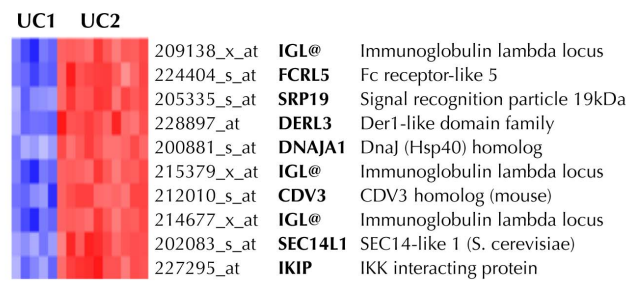 UC1 UC2
209138_x_at IGL@ Immunoglobulin lambda locus
224404_s_at FCRL5 Fc receptor-like 5
205335_s_at SRP19 Signal recognition particle 19kDa
228897_at DERL3 Der1-like domain family
200881_s_at DNAJA1 DnaJ (Hsp40) homolog
215379_x_at IGL@ Immunoglobulin lambda locus
212010_s_at CDV3 CDV3 homolog (mouse)
214677_x_at IGL@ Immunoglobulin lambda locus
202083_s_at SEC14L1 SEC14-like 1 (S. cerevisiae)
227295_at IKIP IKK interacting protein